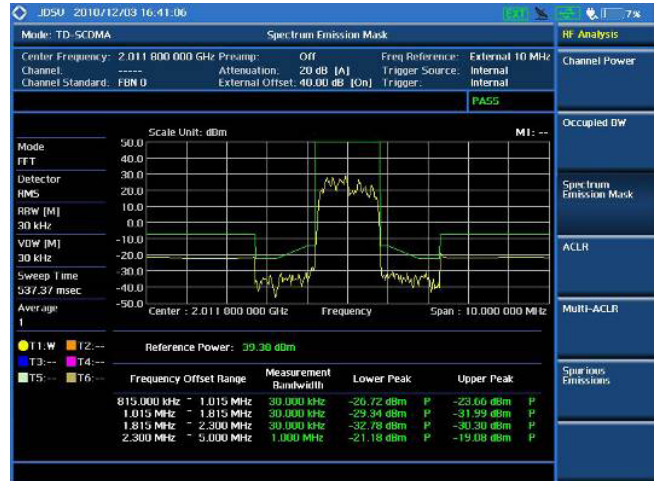 JDSU 2010/12/03 16:41:06 EXT 7%
Mode: TD-SCDMA Spectrum Emission Mask RF Analysis
Center Frequency: 2.011 800 000 GHz Preamp: Off Freq Reference: External 10 MHz
Channel: ----- Attenuation: 20 dB [A] Trigger Source: Internal
Channel Standard: FBN 0 External Offset: 40.00 dB [On] Trigger: Internal
PASS
Channel Power
Occupied BW
Spectrum
Emission Mask
ACLR
Multi-ACLR
Spurious
Emissions
Scale Unit: dBm M1: --
Mode
FFT
Detector
RMS
RBW [M]
30 kHz
VBW [M]
30 kHz
Sweep Time
537.37 msec
Average
1
T1:W T2:--
T3:-- T4:--
T5:-- T6:--
50.0
40.0
30.0
20.0
10.0
0.0
-10.0
-20.0
-30.0
-40.0
-50.0
Center : 2.011 800 000 GHz Frequency Span : 10.000 000 MHz
Reference Power: 39.30 dBm
Frequency Offset Range Measurement Bandwidth Lower Peak Upper Peak
815.000 kHz ~ 1.015 MHz 30.000 kHz -26.72 dBm P -23.66 dBm P
1.015 MHz ~ 1.815 MHz 30.000 kHz -29.34 dBm P -31.99 dBm P
1.815 MHz ~ 2.300 MHz 30.000 kHz -32.78 dBm P -30.30 dBm P
2.300 MHz ~ 5.000 MHz 1.000 MHz -21.18 dBm P -19.08 dBm P